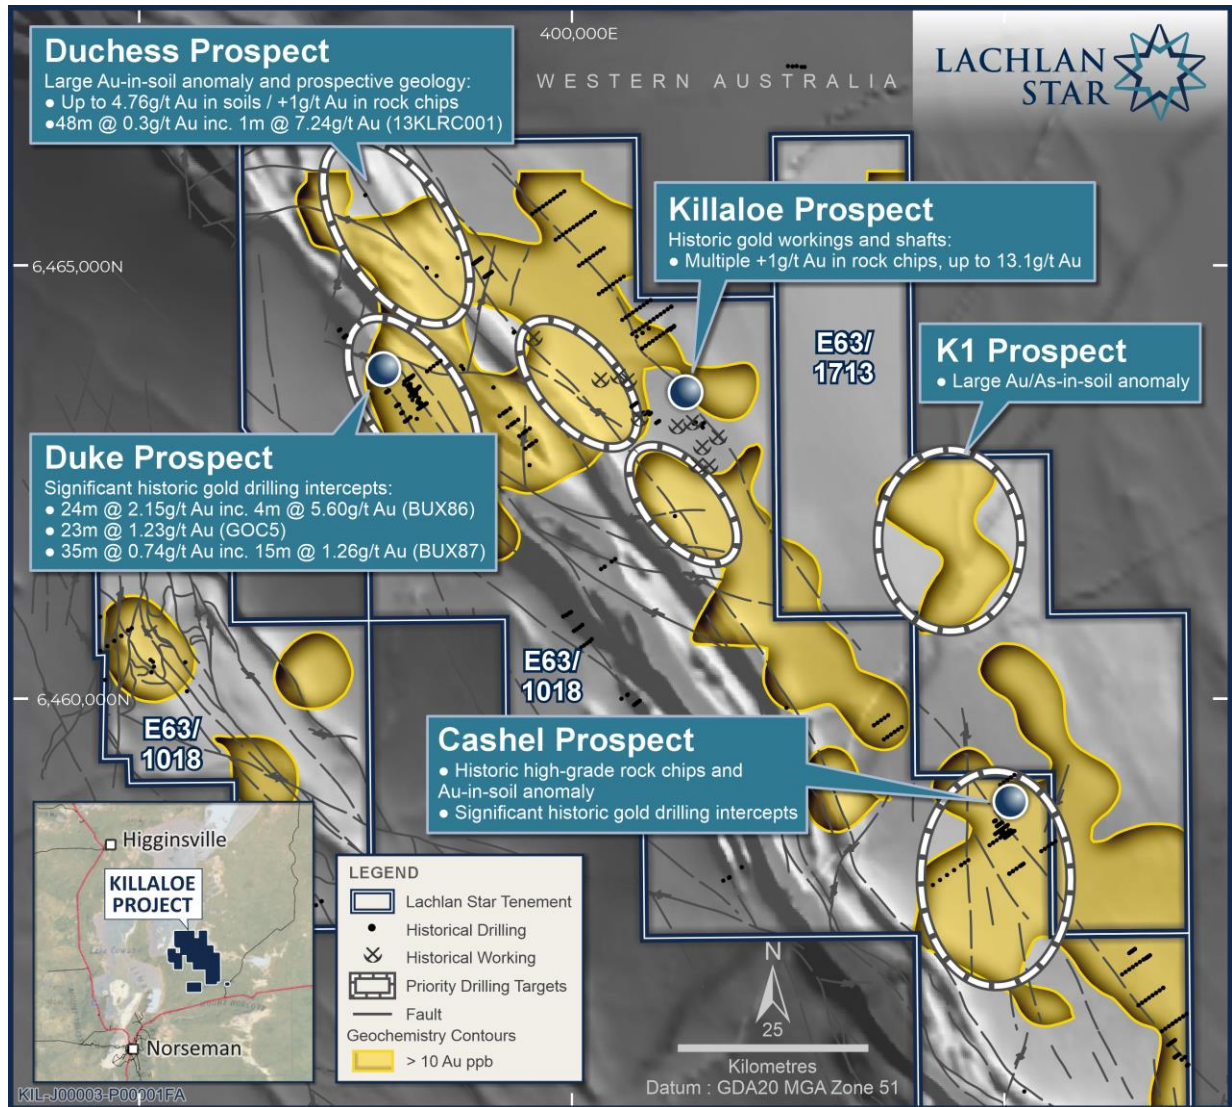 Duchess Prospect
Large Au-in-soil anomaly and prospective geology:
● Up to 4.76g/t Au in soils / +1g/t Au in rock chips
●48m @ 0.3g/t Au inc. 1m @ 7.24g/t Au (13KLRC001)
400,000E
WESTERN AUSTRALIA
LACHLAN
STAR
Killaloe Prospect
Historic gold workings and shafts:
● Multiple +1g/t Au in rock chips, up to 13.1g/t Au
6,465,000N
E63/
1713
K1 Prospect
● Large Au/As-in-soil anomaly
Duke Prospect
Significant historic gold drilling intercepts:
● 24m @ 2.15g/t Au inc. 4m @ 5.60g/t Au (BUX86)
● 23m @ 1.23g/t Au (GOC5)
● 35m @ 0.74g/t Au inc. 15m @ 1.26g/t Au (BUX87)
E63/
1018
6,460,000N
E63/
1018
Cashel Prospect
● Historic high-grade rock chips and
Au-in-soil anomaly
● Significant historic gold drilling intercepts
Higginsville
KILLALOE
PROJECT
Norseman
KIL-J00003-P00001FA
LEGEND
Lachlan Star Tenement
Historical Drilling
Historical Working
Priority Drilling Targets
Fault
Geochemistry Contours
> 10 Au ppb
N
25
Kilometres
Datum : GDA20 MGA Zone 51